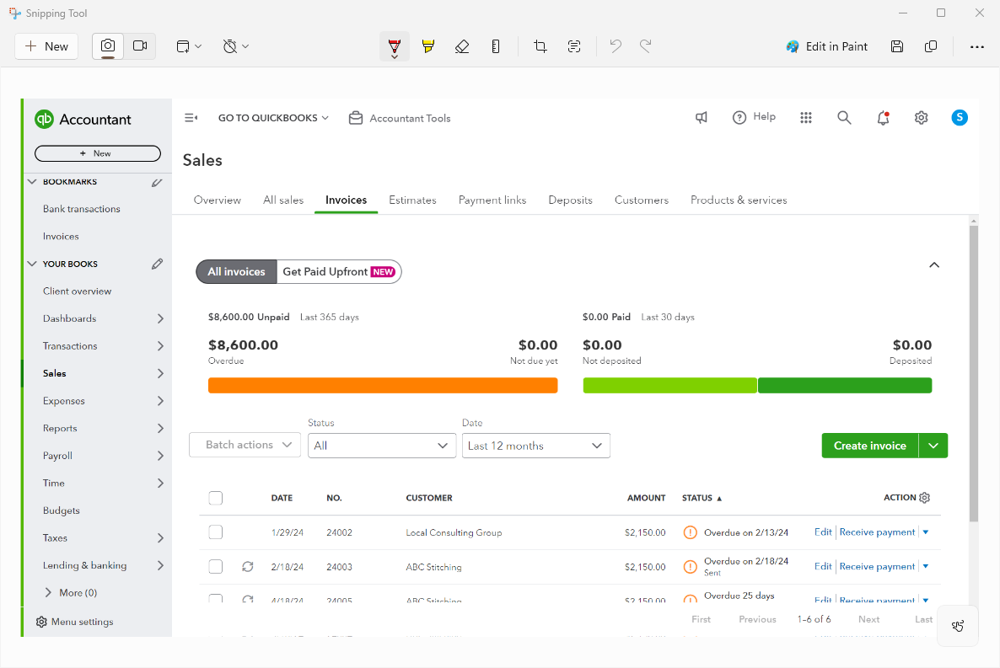 Snipping Tool
New
Edit in Paint
qb Accountant
GO TO QUICKBOOKS
Accountant Tools
Help
S
+ New
BOOKMARKS
Bank transactions
Invoices
YOUR BOOKS
Client overview
Dashboards
Transactions
Sales
Expenses
Reports
Payroll
Time
Budgets
Taxes
Lending & banking
More (0)
Menu settings
Sales
Overview All sales Invoices Estimates Payment links Deposits Customers Products & services
All invoices Get Paid Upfront NEW
$8,600.00 Unpaid Last 365 days
$8,600.00 $0.00
Overdue Not due yet
$0.00 Paid Last 30 days
$0.00 $0.00
Not deposited Deposited
Status Date
Batch actions All Last 12 months Create invoice
DATE NO. CUSTOMER AMOUNT STATUS ▲ ACTION
1/29/24 24002 Local Consulting Group $2,150.00 Overdue on 2/13/24 Edit Receive payment
2/18/24 24003 ABC Stitching $2,150.00 Overdue on 2/18/24 Edit Receive payment
Sent
4/18/24 24005 ABC Stitching $2,150.00 Overdue 25 days Edit Receive payment
First Previous 1-6 of 6 Next Last